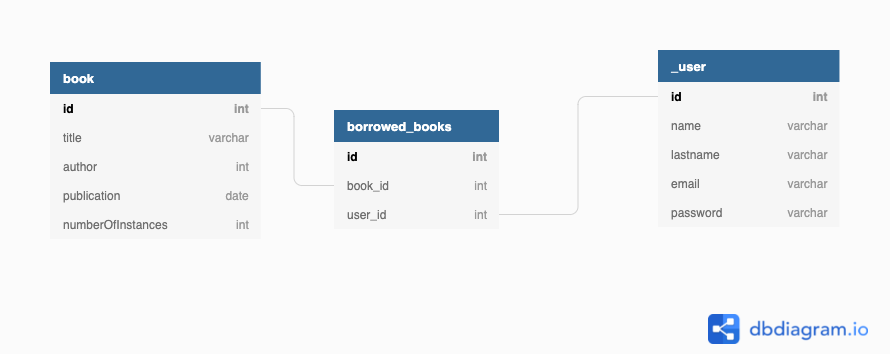 book
id int
title varchar
author int
publication date
numberOfInstances int
borrowed_books
id int
book_id int
user_id int
_user
id int
name varchar
lastname varchar
email varchar
password varchar
dbdiagram.io